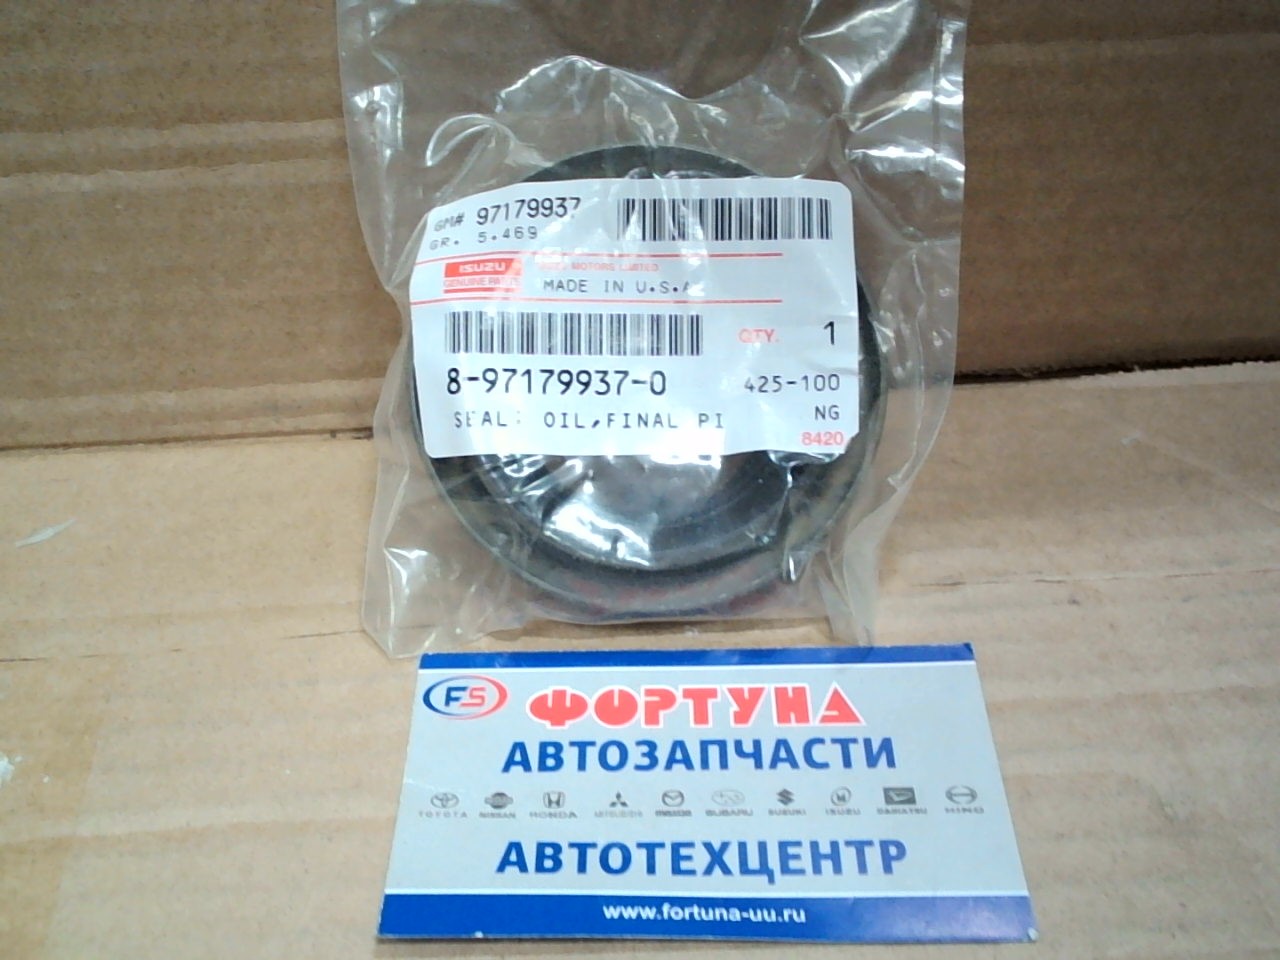 GM# 97179937
GR. 5.469
ISUZU
GENUINE PARTS
MOTORS LIMITED
MADE IN U.S.A
QTY. 1
8-97179937-0
425-100
SEAL; OIL,FINAL PI
NG
8420
FS ФОРТУНА
АВТОЗАПЧАСТИ
TOYOTA NISSAN HONDA MITSUBISHI MAZDA SUBARU SUZUKI ISUZU DAIHATSU HINO
АВТОТЕХЦЕНТР
www.fortuna-uu.ru